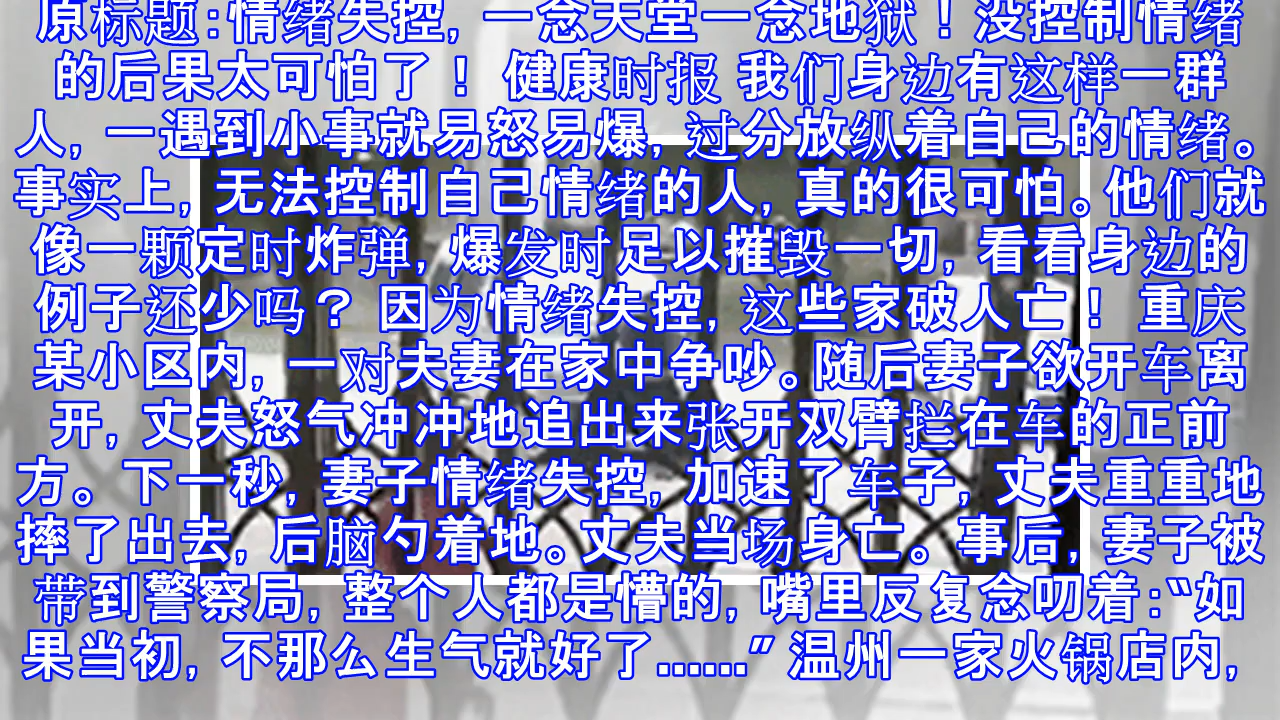 原标题:情绪失控，一念天堂一念地狱！没控制情绪
的后果太可怕了！ 健康时报 我们身边有这样一群
人，一遇到小事就易怒易爆，过分放纵着自己的情绪。
事实上，无法控制自己情绪的人，真的很可怕。他们就
像一颗定时炸弹，爆发时足以摧毁一切，看看身边的
例子还少吗？ 因为情绪失控，这些家破人亡！ 重庆
某小区内，一对夫妻在家中争吵。随后妻子欲开车离
开，丈夫怒气冲冲地追出来张开双臂拦在车的正前
方。下一秒，妻子情绪失控，加速了车子，丈夫重重地
摔了出去，后脑勺着地。丈夫当场身亡。事后，妻子被
带到警察局，整个人都是懵的，嘴里反复念叨着:“如
果当初，不那么生气就好了......” 温州一家火锅店内，